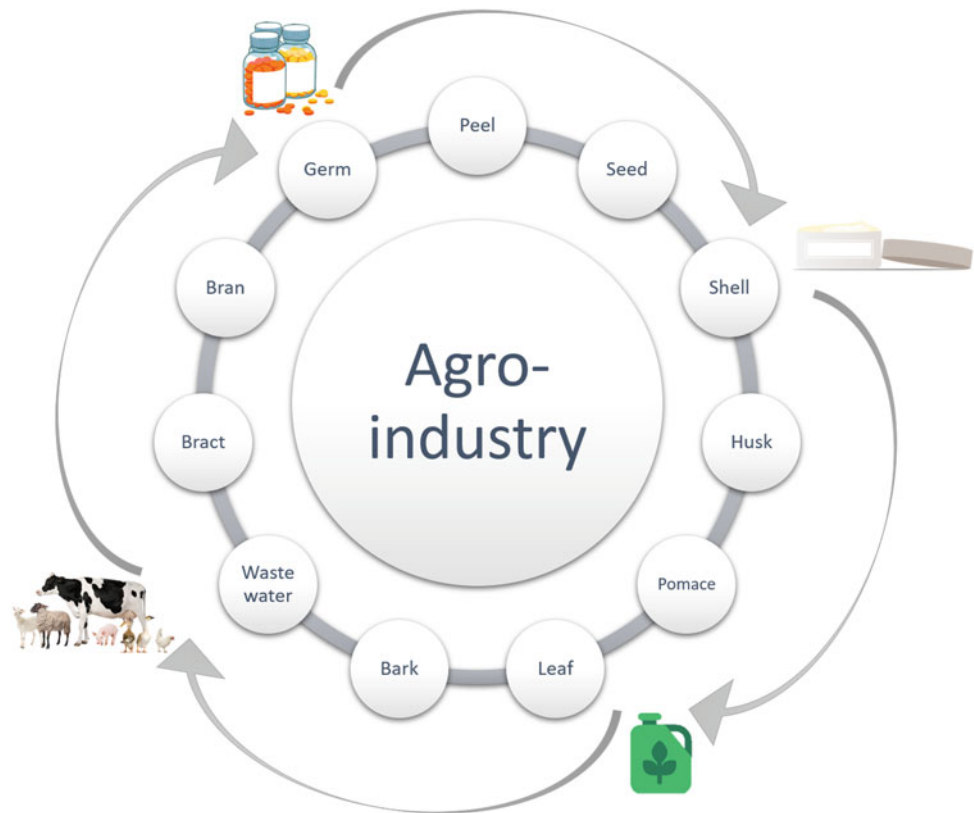 Peel
Seed
Shell
Husk
Pomace
Leaf
Bark
Waste
water
Bract
Bran
Germ
Agro-
industry